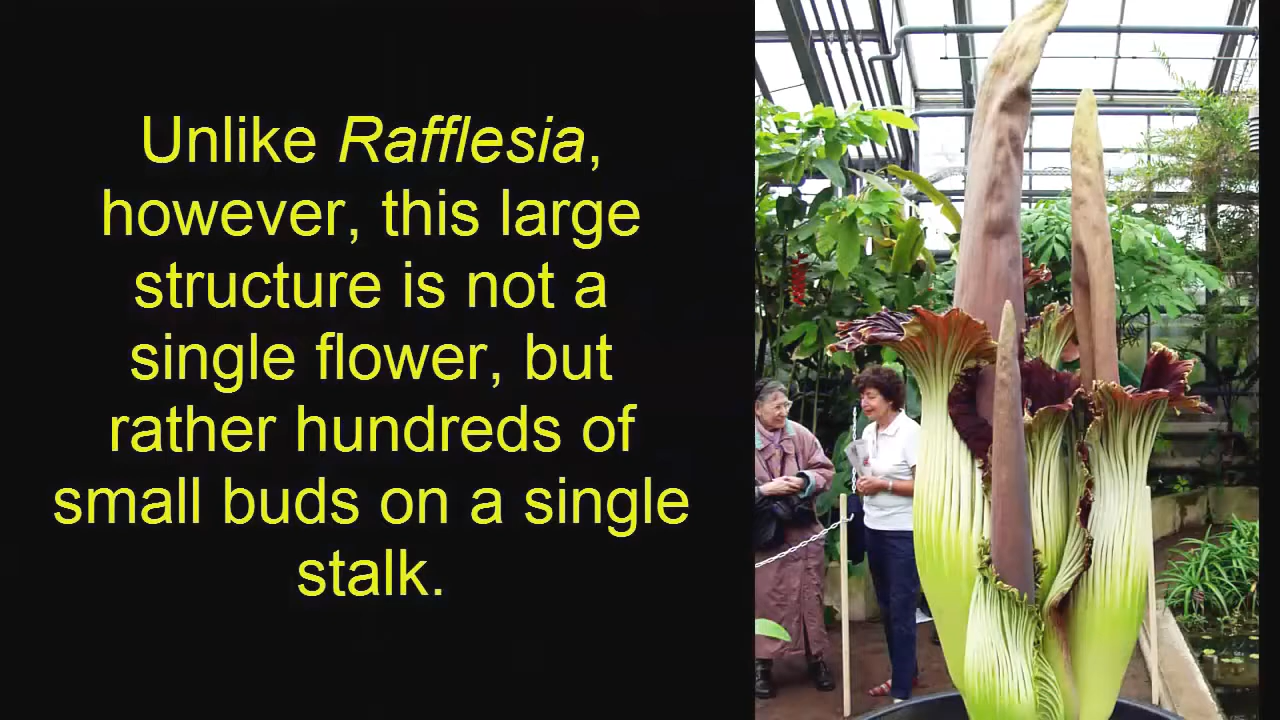 Unlike Rafflesia,
however, this large
structure is not a
single flower, but
rather hundreds of
small buds on a single
stalk.